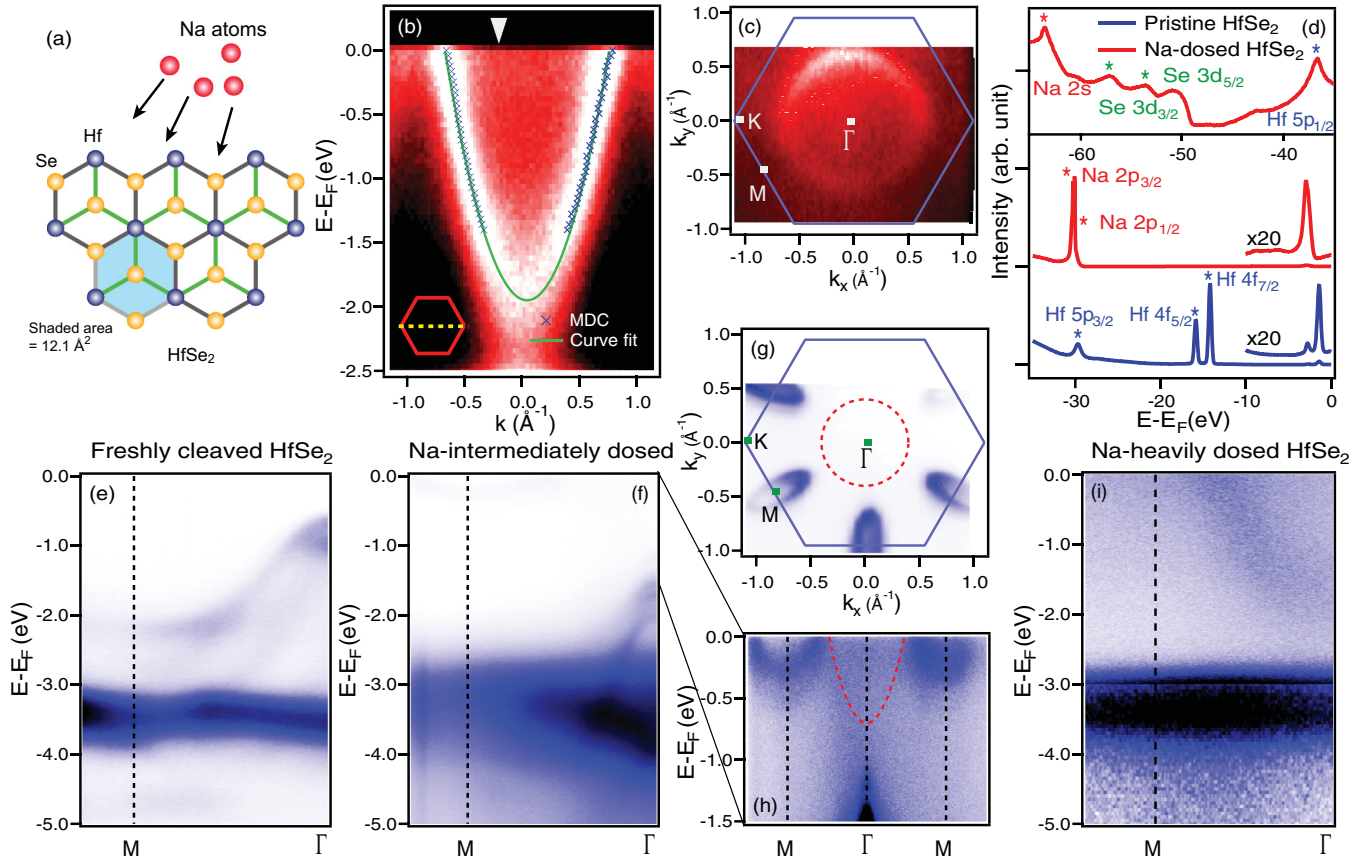 (a)
Na atoms
Hf
Se
Shaded area
= 12.1 Å²
HfSe₂
(b)
E-E_F (eV)
0.0
-0.5
-1.0
-1.5
-2.0
-2.5
MDC
Curve fit
-1.0
-0.5
0.0
0.5
1.0
k (Å⁻¹)
(c)
k_y (Å⁻¹)
1.0
0.5
0.0
-0.5
-1.0
K
Γ
M
-1.0
-0.5
0.0
0.5
1.0
k_x (Å⁻¹)
(d)
Pristine HfSe₂
Na-dosed HfSe₂
* * * *
Na 2s
Se 3d₅/₂
Se 3d₃/₂
Hf 5p₁/₂
-60
-50
-40
Intensity (arb. unit)
* Na 2p₃/₂
* Na 2p₁/₂
x20
* Hf 4f₇/₂
Hf 5p₃/₂
*
Hf 4f₅/₂ *
x20
-30
-20
-10
0
E-E_F(eV)
Freshly cleaved HfSe₂
(e)
E-E_F (eV)
0.0
-1.0
-2.0
-3.0
-4.0
-5.0
M
Γ
Na-intermediately dosed
(f)
E-E_F (eV)
0.0
-1.0
-2.0
-3.0
-4.0
-5.0
M
Γ
(g)
k_y (Å⁻¹)
1.0
0.5
0.0
-0.5
1.0
K
Γ
M
-1.0
-0.5
0.0
0.5
1.0
k_x (Å⁻¹)
(h)
E-E_F (eV)
0.0
-0.5
-1.0
-1.5
M
Γ
M
Na-heavily dosed HfSe₂
(i)
E-E_F (eV)
0.0
-1.0
-2.0
-3.0
-4.0
-5.0
M
Γ